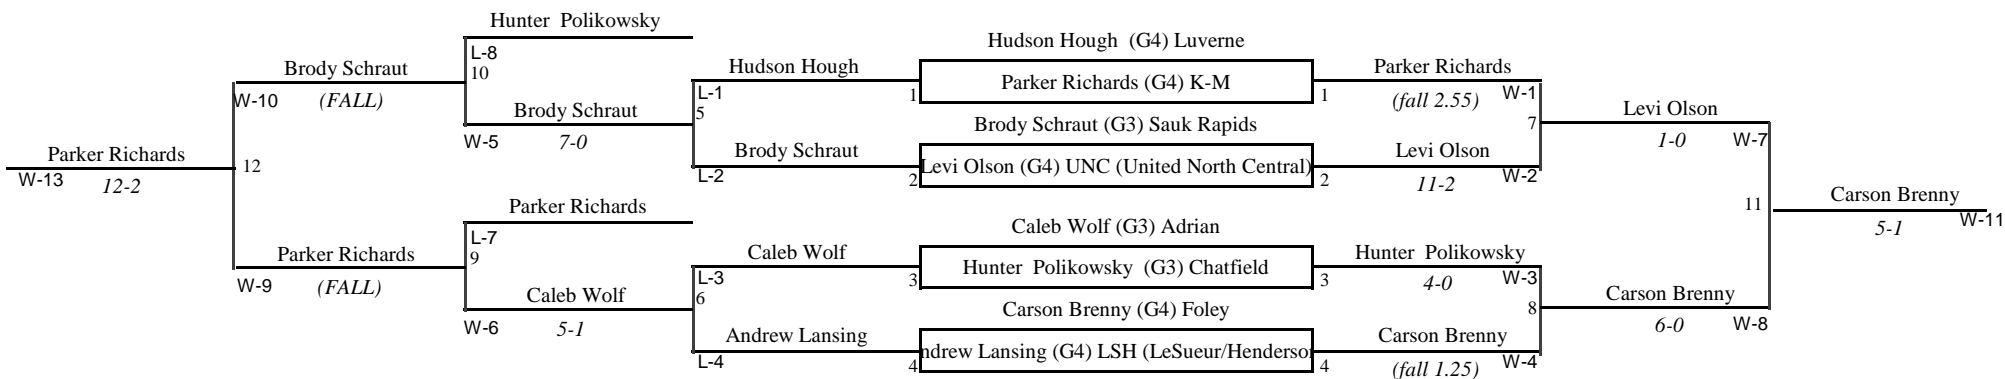 Hunter Polikowsky
L-8
10
Brody Schraut
W-10 (FALL)
Brody Schraut
W-5 7-0
Parker Richards
W-13 12-2
12
Parker Richards
L-7
9
Parker Richards
W-9 (FALL)
Caleb Wolf
W-6 5-1
Hudson Hough
L-1
5
1
Brody Schraut
L-2
2
Caleb Wolf
L-3
6
3
Andrew Lansing
L-4
4
Hudson Hough (G4) Luverne
Parker Richards (G4) K-M
Brody Schraut (G3) Sauk Rapids
Levi Olson (G4) UNC (United North Central)
Caleb Wolf (G3) Adrian
Hunter Polikowsky (G3) Chatfield
Carson Brenny (G4) Foley
ndrew Lansing (G4) LSH (LeSueur/Henderson
Parker Richards
1 (fall 2.55) W-1
7
Levi Olson
2 11-2 W-2
Hunter Polikowsky
3 4-0 W-3
8
Carson Brenny
4 (fall 1.25) W-4
Levi Olson
1-0 W-7
11
Carson Brenny
6-0 W-8
Carson Brenny
5-1 W-11